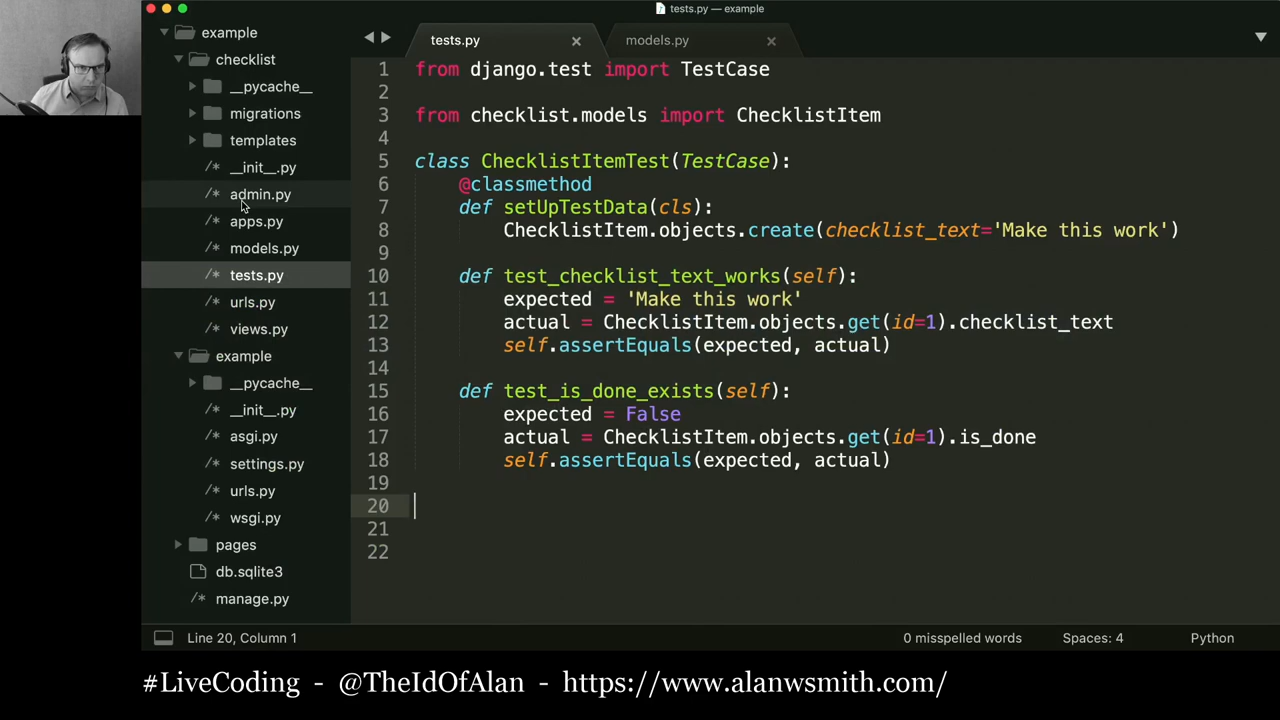 tests.py — example
example
checklist
__pycache__
migrations
templates
/* __init__.py
/* admin.py
/* apps.py
/* models.py
/* tests.py
/* urls.py
/* views.py
example
__pycache__
/* __init__.py
/* asgi.py
/* settings.py
/* urls.py
/* wsgi.py
pages
db.sqlite3
/* manage.py
tests.py
models.py
1 from django.test import TestCase
2
3 from checklist.models import ChecklistItem
4
5 class ChecklistItemTest(TestCase):
6 @classmethod
7 def setUpTestData(cls):
8 ChecklistItem.objects.create(checklist_text='Make this work')
9
10 def test_checklist_text_works(self):
11 expected = 'Make this work'
12 actual = ChecklistItem.objects.get(id=1).checklist_text
13 self.assertEquals(expected, actual)
14
15 def test_is_done_exists(self):
16 expected = False
17 actual = ChecklistItem.objects.get(id=1).is_done
18 self.assertEquals(expected, actual)
19
20
21
22
Line 20, Column 1
0 misspelled words
Spaces: 4
Python
#LiveCoding - @TheIdOfAlan - https://www.alanwsmith.com/